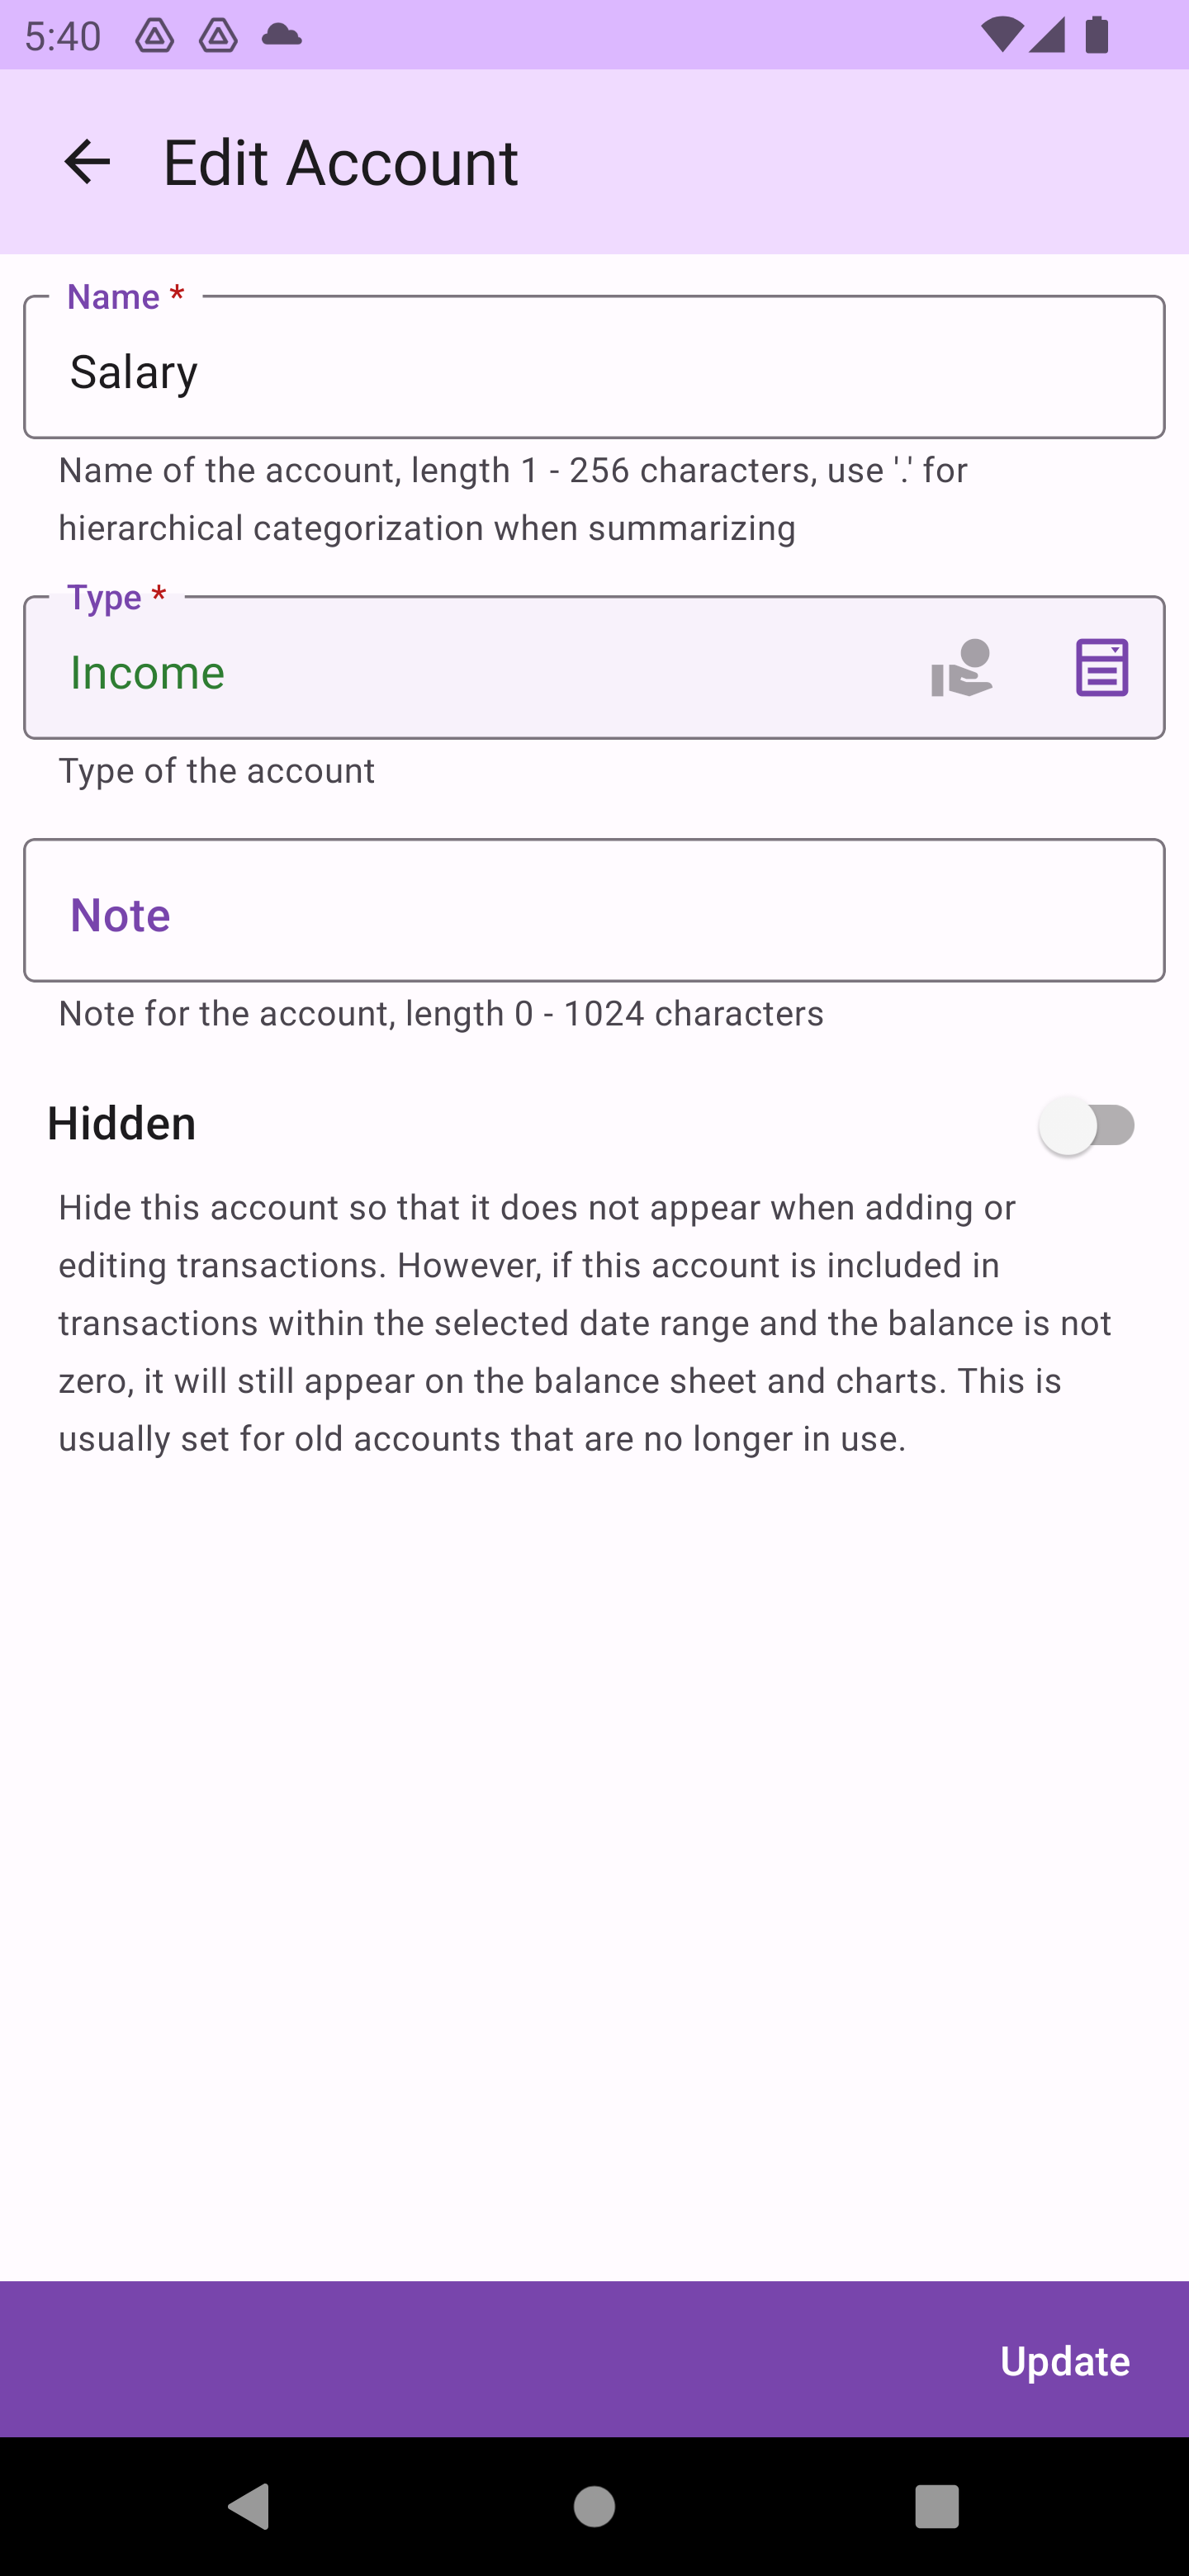 5:40
Edit Account
Name *
Salary
Name of the account, length 1 - 256 characters, use '.' for
hierarchical categorization when summarizing
Type *
Income
Type of the account
Note
Note for the account, length 0 - 1024 characters
Hidden
Hide this account so that it does not appear when adding or
editing transactions. However, if this account is included in
transactions within the selected date range and the balance is not
zero, it will still appear on the balance sheet and charts. This is
usually set for old accounts that are no longer in use.
Update